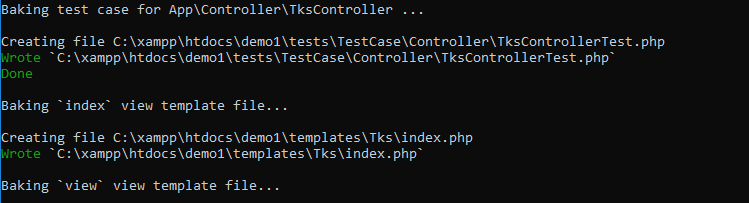 Baking test case for App\Controller\TksController ...
Creating file C:\xampp\htdocs\demo1\tests\TestCase\Controller\TksControllerTest.php
Wrote `C:\xampp\htdocs\demo1\tests\TestCase\Controller\TksControllerTest.php`
Done
Baking `index` view template file...
Creating file C:\xampp\htdocs\demo1\templates\Tks\index.php
Wrote `C:\xampp\htdocs\demo1\templates\Tks\index.php`
Baking `view` view template file...